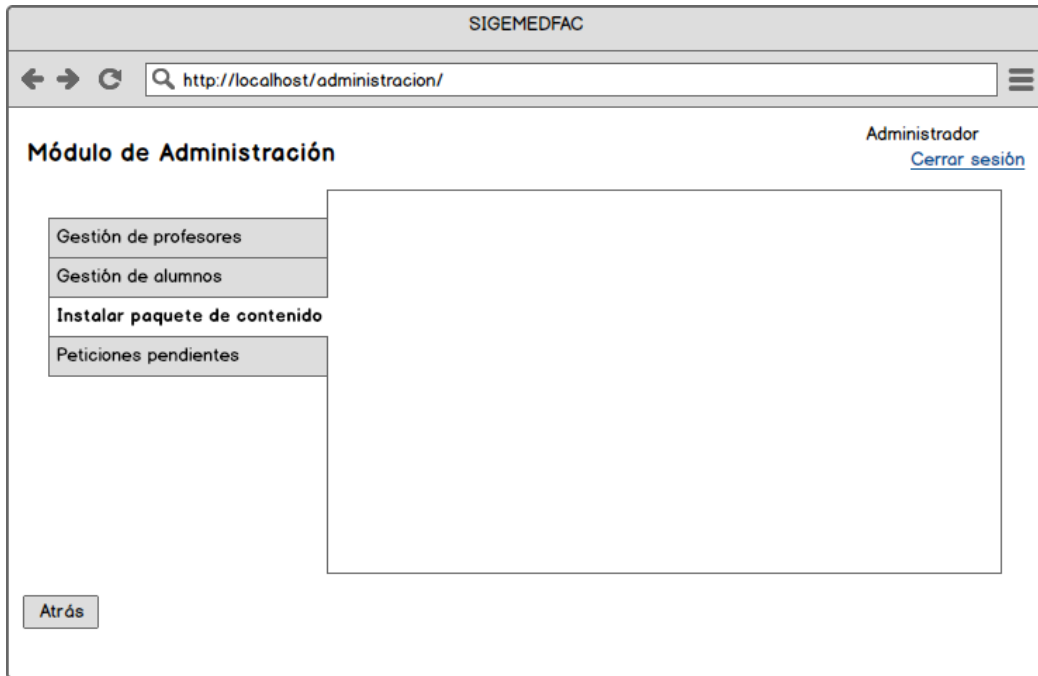 SIGEMEDFAC
http://localhost/administracion/
Administrador
Módulo de Administración
Cerrar sesión
Gestión de profesores
Gestión de alumnos
Instalar paquete de contenido
Peticiones pendientes
Atrás